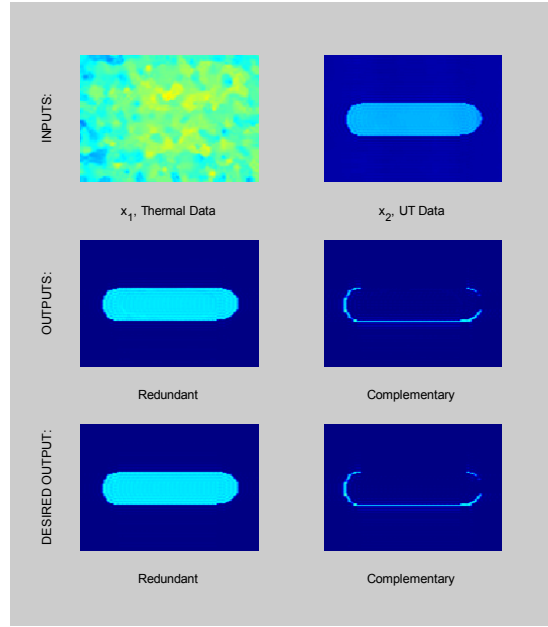 INPUTS:
x1, Thermal Data
x2, UT Data
OUTPUTS:
Redundant
Complementary
DESIRED OUTPUT:
Redundant
Complementary